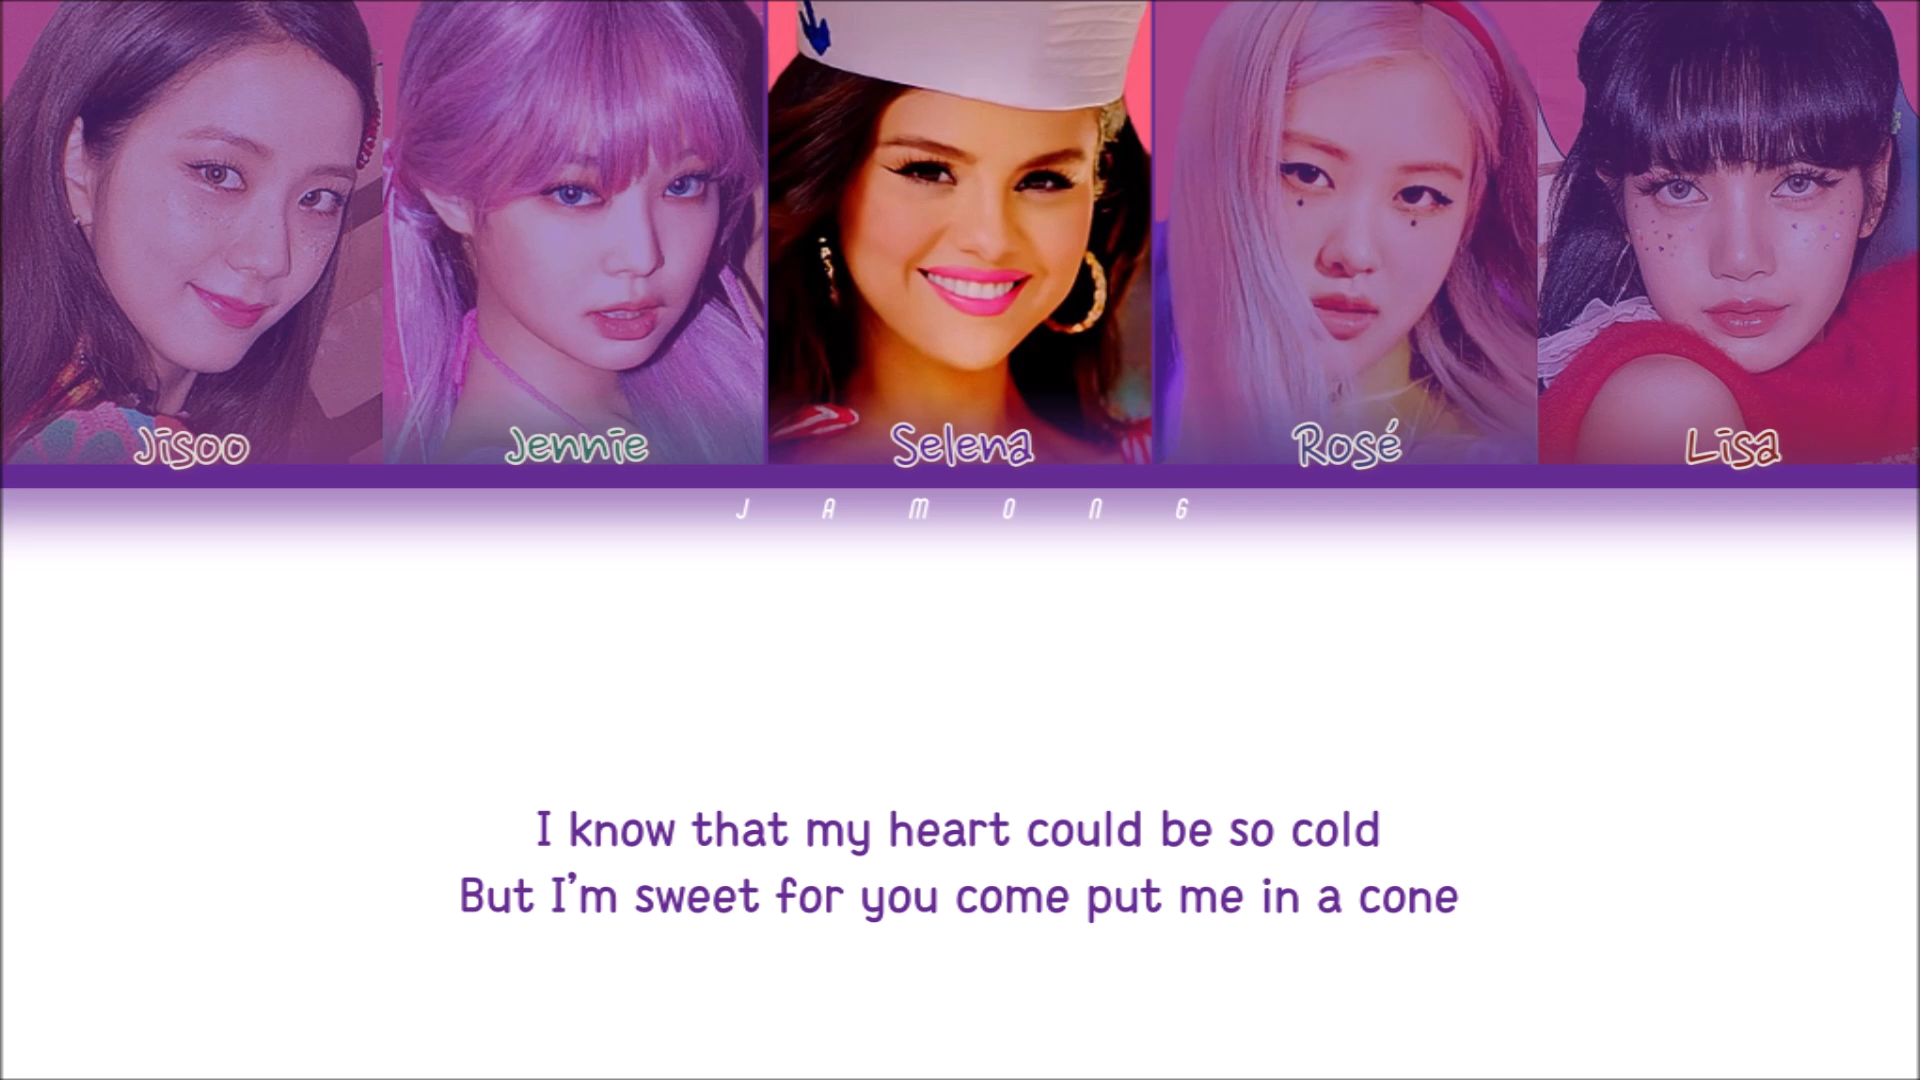 Jisoo Jennie Selena Rosé Lisa
J A M O N G
I know that my heart could be so cold
But I'm sweet for you come put me in a cone